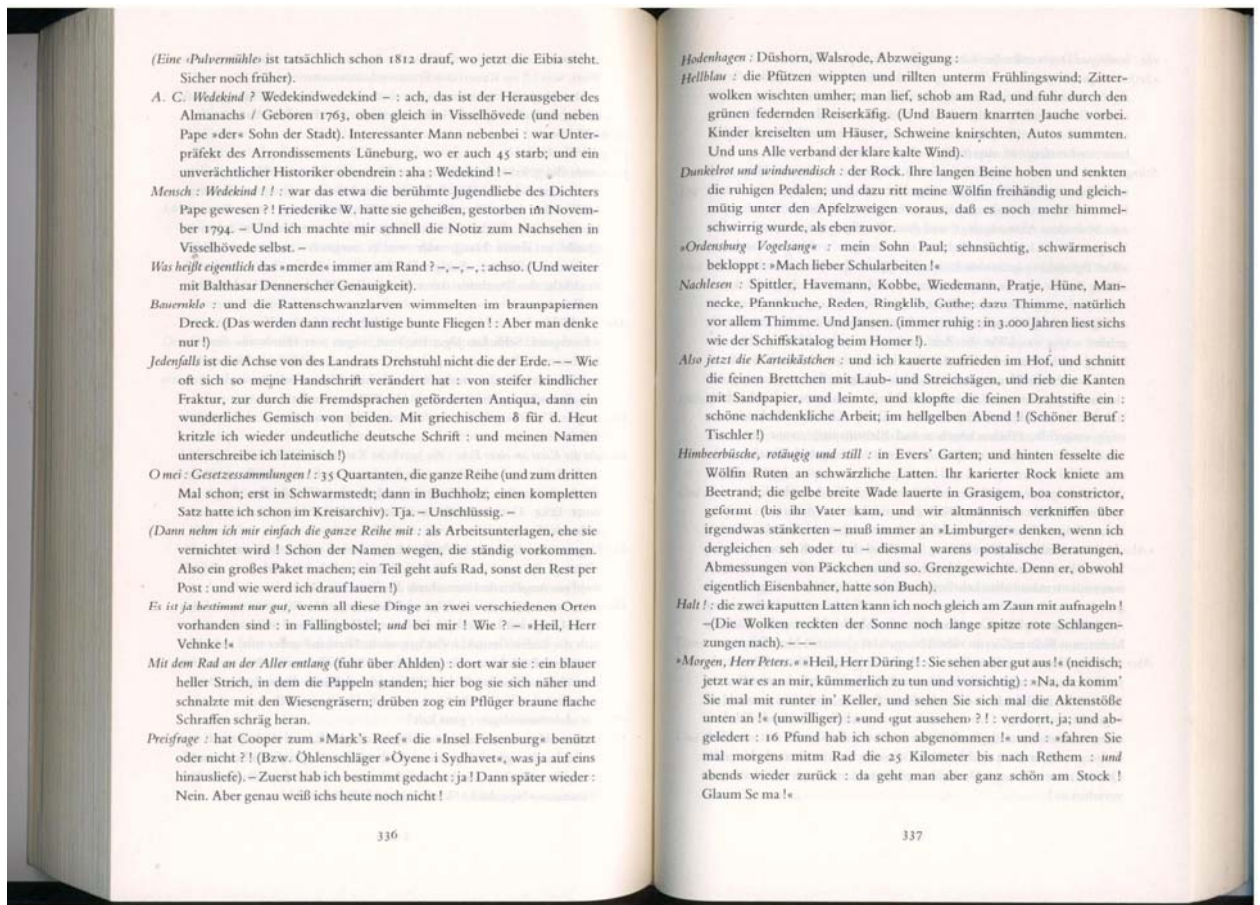 (Eine ‹Pulvermühle› ist tatsächlich schon 1812 drauf, wo jetzt die Eibia steht.
Sicher noch früher).
A. C. Wedekind ? Wedekindwedekind – : ach, das ist der Herausgeber des
Almanachs / Geboren 1763, oben gleich in Visselhövede (und neben
Pape »der« Sohn der Stadt). Interessanter Mann nebenbei : war Unter-
präfekt des Arrondissements Lüneburg, wo er auch 45 starb; und ein
unverächtlicher Historiker obendrein : aha : Wedekind ! –
Mensch : Wedekind ! ! : war das etwa die berühmte Jugendliebe des Dichters
Pape gewesen ? ! Friederike W. hatte sie geheißen, gestorben im Novem-
ber 1794. – Und ich machte mir schnell die Notiz zum Nachsehen in
Visselhövede selbst. –
Was heißt eigentlich das »merde« immer am Rand ? –, –, –, : achso. (Und weiter
mit Balthasar Dennerscher Genauigkeit).
Bauernklo : und die Rattenschwanzlarven wimmelten im braunpapiernen
Dreck. (Das werden dann recht lustige bunte Fliegen ! : Aber man denke
nur !)
Jedenfalls ist die Achse von des Landrats Drehstuhl nicht die der Erde. – – Wie
oft sich so meine Handschrift verändert hat : von steifer kindlicher
Fraktur, zur durch die Fremdsprachen geförderten Antiqua, dann ein
wunderliches Gemisch von beiden. Mit griechischem δ für d. Heut
kritzle ich wieder undeutliche deutsche Schrift : und meinen Namen
unterschreibe ich lateinisch !)
O mei : Gesetzessammlungen ! : 35 Quartanten, die ganze Reihe (und zum dritten
Mal schon; erst in Schwarmstedt; dann in Buchholz; einen kompletten
Satz hatte ich schon im Kreisarchiv). Tja. – Unschlüssig. –
(Dann nehm ich mir einfach die ganze Reihe mit : als Arbeitsunterlagen, ehe sie
vernichtet wird ! Schon der Namen wegen, die ständig vorkommen.
Also ein großes Paket machen; ein Teil geht aufs Rad, sonst den Rest per
Post : und wie werd ich drauf lauern !)
Es ist ja bestimmt nur gut, wenn all diese Dinge an zwei verschiedenen Orten
vorhanden sind : in Fallingbostel; und bei mir ! Wie ? – »Heil, Herr
Vehnke !«
Mit dem Rad an der Aller entlang (fuhr über Ahlden) : dort war sie : ein blauer
heller Strich, in dem die Pappeln standen; hier bog sie sich näher und
schnalzte mit den Wiesengräsern; drüben zog ein Pflüger braune flache
Schraffen schräg heran.
Preisfrage : hat Cooper zum »Mark's Reef« die »Insel Felsenburg« benützt
oder nicht ? ! (Bzw. Öhlenschläger »Öyene i Sydhavet«, was ja auf eins
hinausliefe). – Zuerst hab ich bestimmt gedacht : ja ! Dann später wieder :
Nein. Aber genau weiß ichs heute noch nicht !
336
Hodenhagen : Düshorn, Walsrode, Abzweigung :
Hellblau : die Pfützen wippten und rillten unterm Frühlingswind; Zitter-
wolken wischten umher; man lief, schob am Rad, und fuhr durch den
grünen federnden Reiserkäfig. (Und Bauern knarrten Jauche vorbei.
Kinder kreiselten um Häuser, Schweine knirschten, Autos summten.
Und uns Alle verband der klare kalte Wind).
Dunkelrot und windwendisch : der Rock. Ihre langen Beine hoben und senkten
die ruhigen Pedalen; und dazu ritt meine Wölfin freihändig und gleich-
mütig unter den Apfelzweigen voraus, daß es noch mehr himmel-
schwirrig wurde, als eben zuvor.
»Ordensburg Vogelsang« : mein Sohn Paul; sehnsüchtig, schwärmerisch
bekloppt : »Mach lieber Schularbeiten !«
Nachlesen : Spittler, Havemann, Kobbe, Wiedemann, Pratje, Hüne, Man-
necke, Pfannkuche, Reden, Ringklib, Guthe; dazu Thimme, natürlich
vor allem Thimme. Und Jansen. (immer ruhig : in 3.000 Jahren liest sichs
wie der Schiffskatalog beim Homer !).
Also jetzt die Karteikästchen : und ich kauerte zufrieden im Hof, und schnitt
die feinen Brettchen mit Laub- und Streichsägen, und rieb die Kanten
mit Sandpapier, und leimte, und klopfte die feinen Drahtstifte ein :
schöne nachdenkliche Arbeit; im hellgelben Abend ! (Schöner Beruf :
Tischler !)
Himbeerbüsche, rotäugig und still : in Evers' Garten; und hinten fesselte die
Wölfin Ruten an schwärzliche Latten. Ihr karierter Rock kniete am
Beetrand; die gelbe breite Wade lauerte in Grasigem, boa constrictor,
geformt (bis ihr Vater kam, und wir altmännisch verkniffen über
irgendwas stänkerten – muß immer an »Limburger« denken, wenn ich
dergleichen seh oder tu – diesmal warens postalische Beratungen,
Abmessungen von Päckchen und so. Grenzgewichte. Denn er, obwohl
eigentlich Eisenbahner, hatte son Buch).
Halt ! : die zwei kaputten Latten kann ich noch gleich am Zaun mit aufnageln !
–(Die Wolken reckten der Sonne noch lange spitze rote Schlangen-
zungen nach). – – –
»Morgen, Herr Peters.« »Heil, Herr Düring ! : Sie sehen aber gut aus !« (neidisch;
jetzt war es an mir, kümmerlich zu tun und vorsichtig) : »Na, da komm'
Sie mal mit runter in' Keller, und sehen Sie sich mal die Aktenstöße
unten an !« (unwilliger) : »und ‹gut aussehen› ? ! : verdorrt, ja; und ab-
geledert : 16 Pfund hab ich schon abgenommen !« und : »fahren Sie
mal morgens mitm Rad die 25 Kilometer bis nach Rethem : und
abends wieder zurück : da geht man aber ganz schön am Stock !
Glaum Se ma !«
337